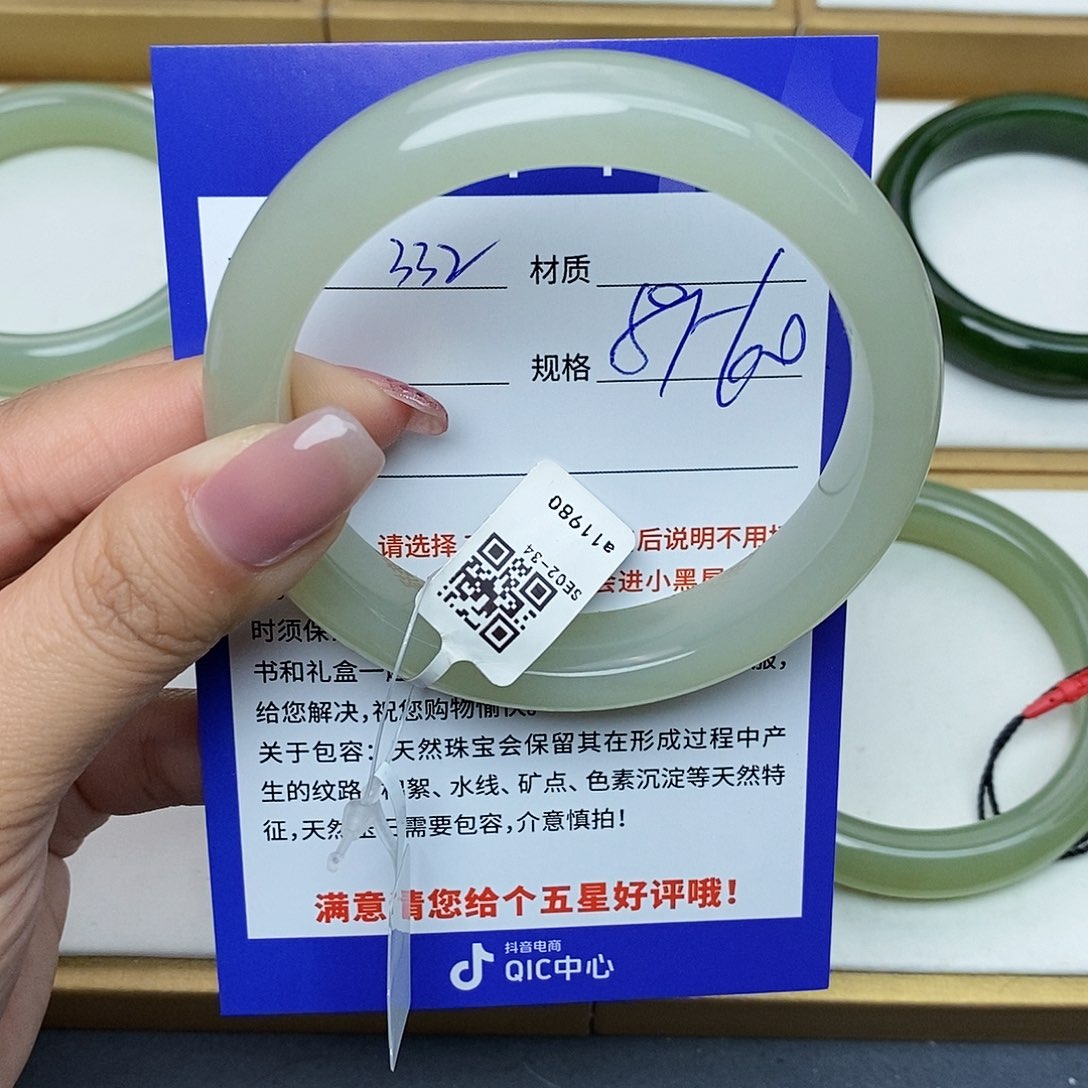 332 材质
规格
请选择
后说明不用
会进小黑屋
a11980
SE02-34
时须保
书和礼盒一
给您解决，祝您购物愉快。
关于包容：天然珠宝会保留其在形成过程中产
生的纹路、棉絮、水线、矿点、色素沉淀等天然特
征，天然宝石需要包容，介意慎拍！
满意请您给个五星好评哦！
抖音电商
QIC中心